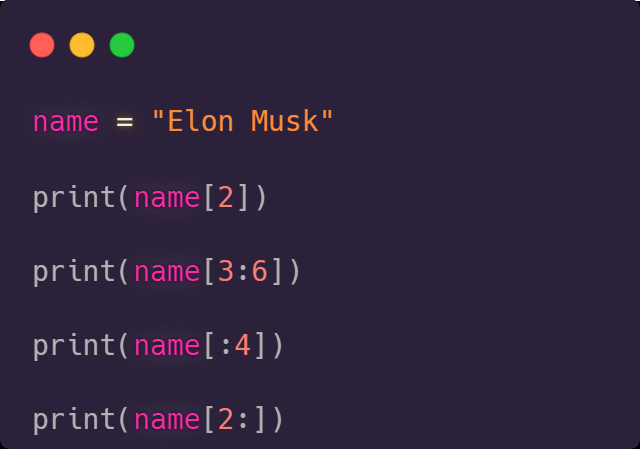 name = "Elon Musk"
print(name[2])
print(name[3:6])
print(name[:4])
print(name[2:])